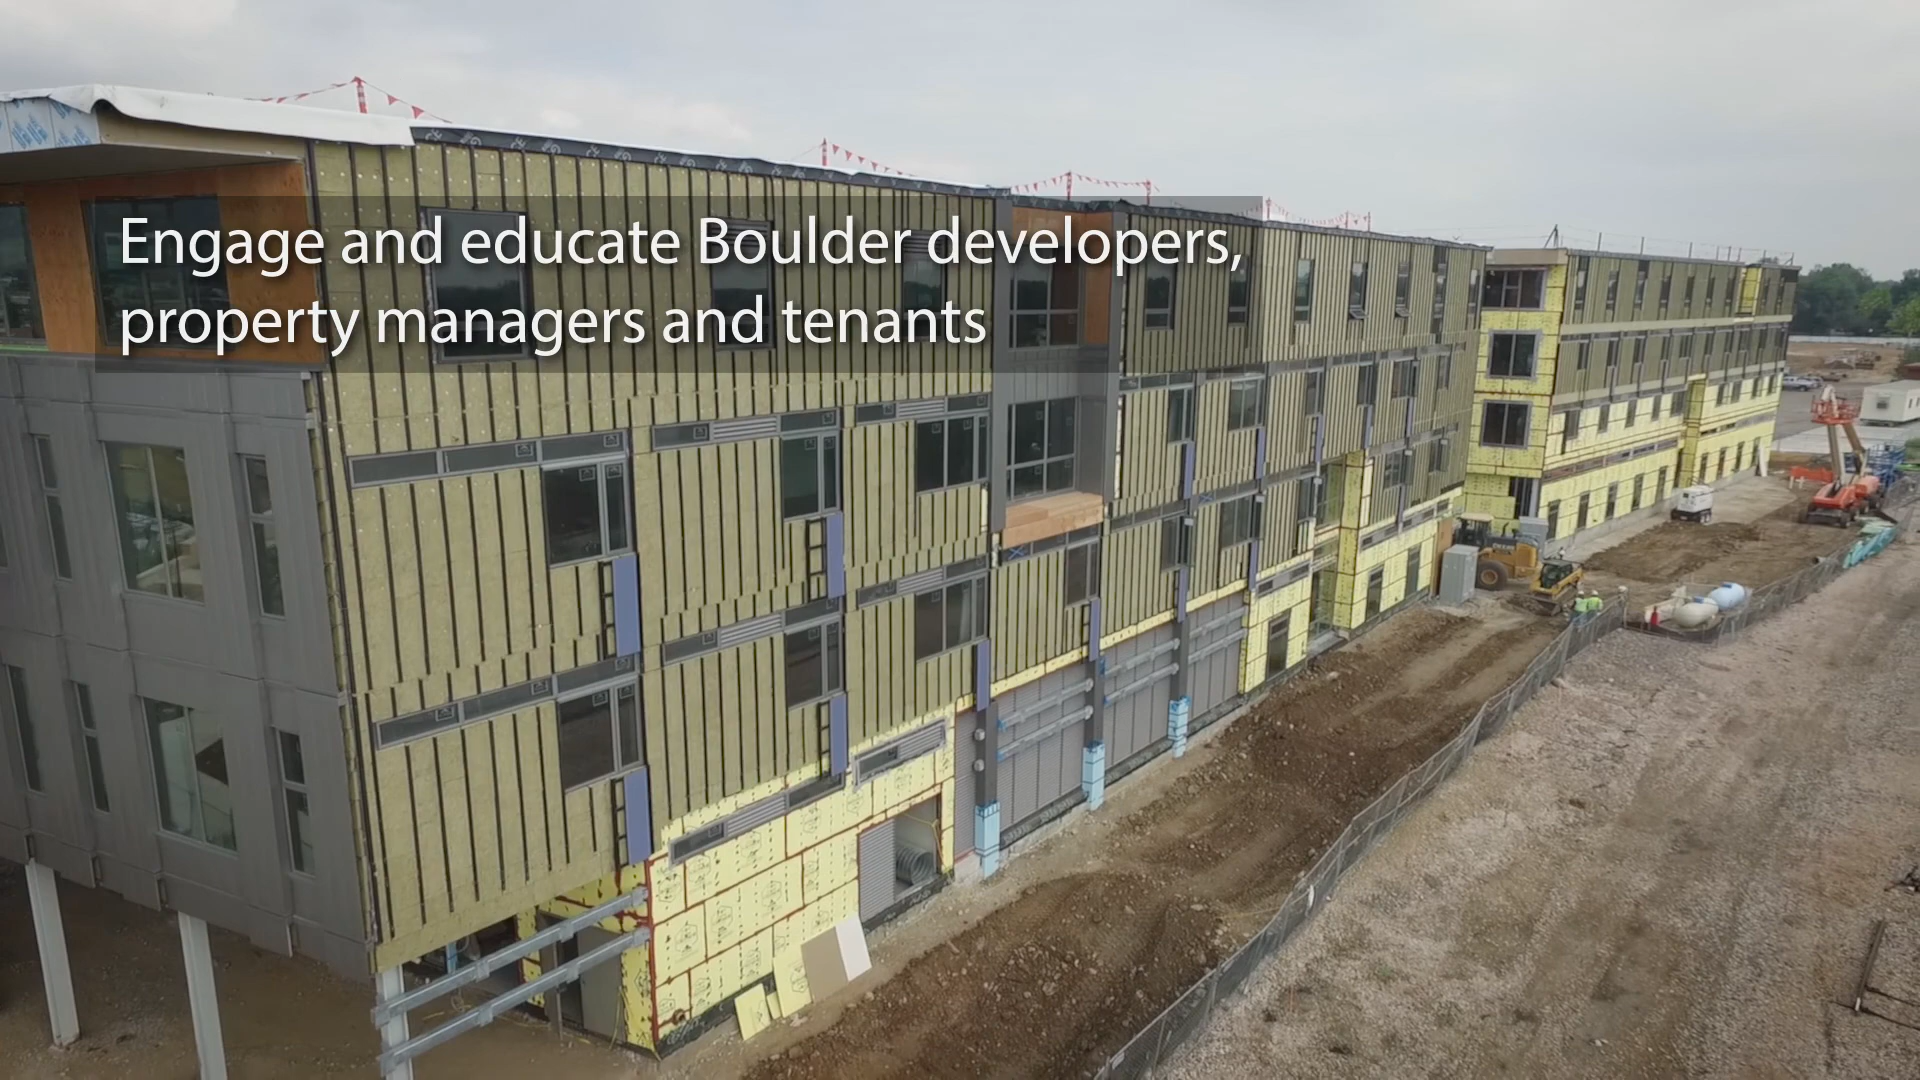 Engage and educate Boulder developers,
property managers and tenants